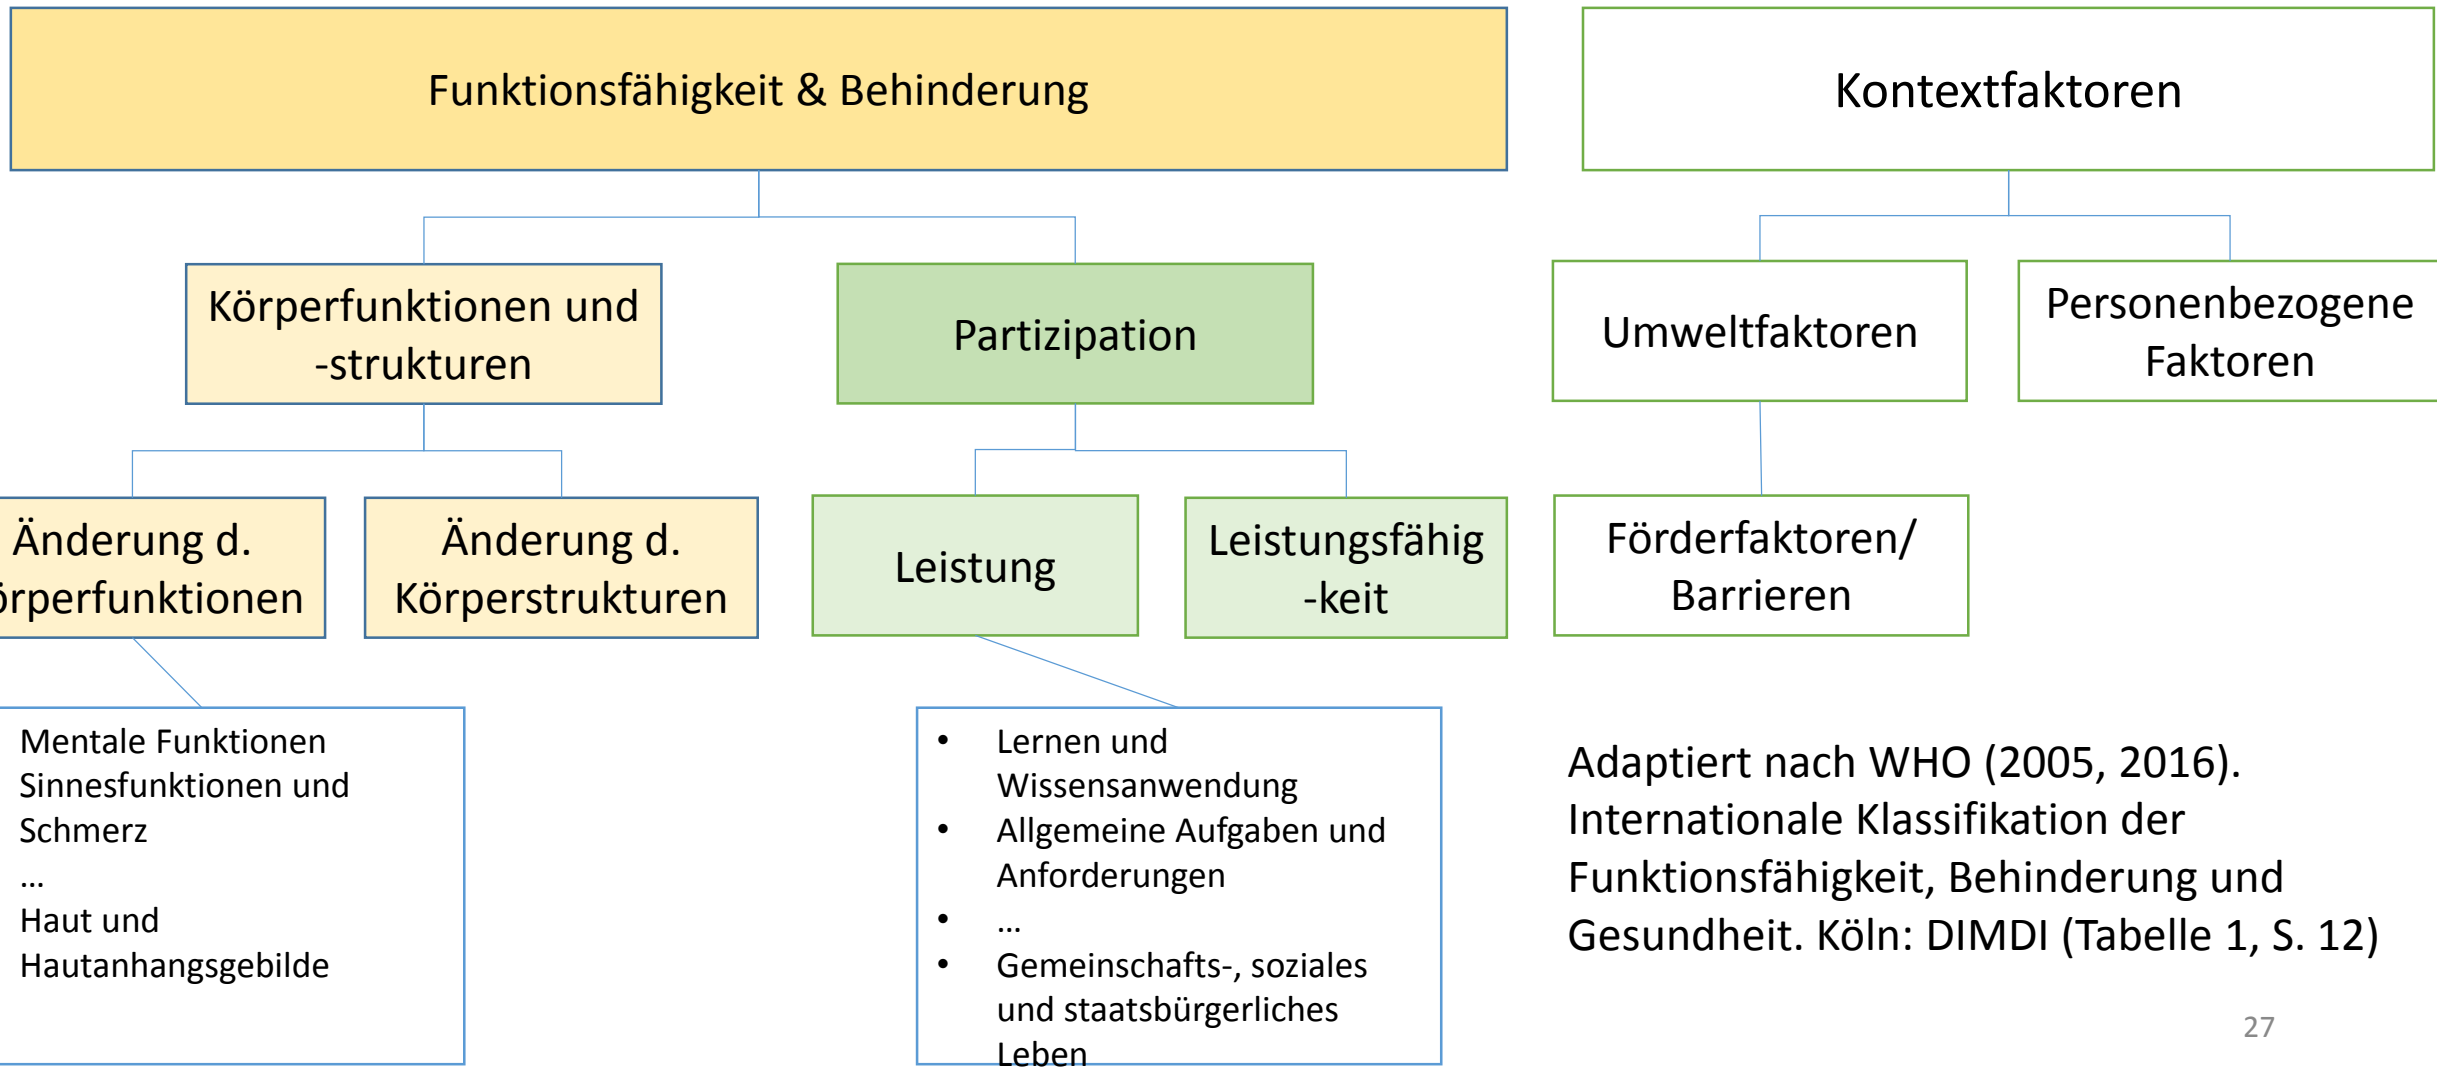 Funktionsfähigkeit & Behinderung
Kontextfaktoren
Körperfunktionen und
-strukturen
Partizipation
Umweltfaktoren
Personenbezogene
Faktoren
Änderung d.
örperfunktionen
Änderung d.
Körperstrukturen
Leistung
Leistungsfähig
-keit
Förderfaktoren/
Barrieren
Mentale Funktionen
Sinnesfunktionen und
Schmerz
…
Haut und
Hautanhangsgebilde
• Lernen und
Wissensanwendung
• Allgemeine Aufgaben und
Anforderungen
• …
• Gemeinschafts-, soziales
und staatsbürgerliches
Leben
Adaptiert nach WHO (2005, 2016).
Internationale Klassifikation der
Funktionsfähigkeit, Behinderung und
Gesundheit. Köln: DIMDI (Tabelle 1, S. 12)
27